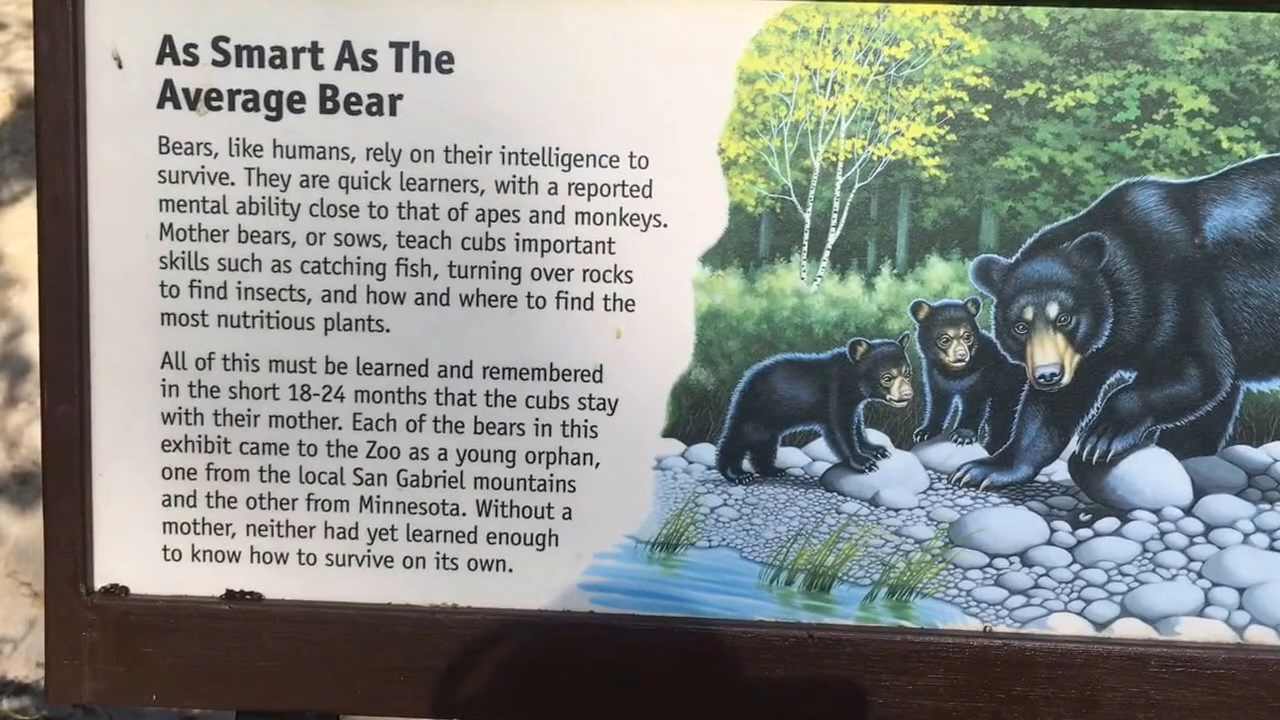 As Smart As The
Average Bear
Bears, like humans, rely on their intelligence to
survive. They are quick learners, with a reported
mental ability close to that of apes and monkeys.
Mother bears, or sows, teach cubs important
skills such as catching fish, turning over rocks
to find insects, and how and where to find the
most nutritious plants.
All of this must be learned and remembered
in the short 18-24 months that the cubs stay
with their mother. Each of the bears in this
exhibit came to the Zoo as a young orphan,
one from the local San Gabriel mountains
and the other from Minnesota. Without a
mother, neither had yet learned enough
to know how to survive on its own.